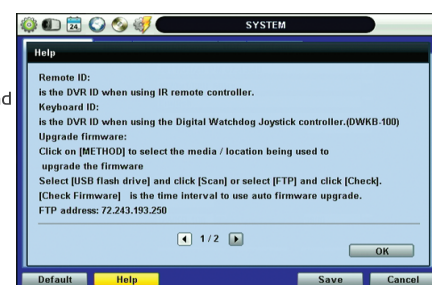 24
SYSTEM
Help
Remote ID:
is the DVR ID when using IR remote controller.
Keyboard ID:
is the DVR ID when using the Digital Watchdog Joystick controller.(DWKB-100)
Upgrade firmware:
Click on [METHOD] to select the media / location being used to
upgrade the firmware
Select [USB flash drive] and click [Scan] or select [FTP] and click [Check].
[Check Firmware] is the time interval to use auto firmware upgrade.
FTP address: 72.243.193.250
1 / 2
OK
Default Help Save Cancel